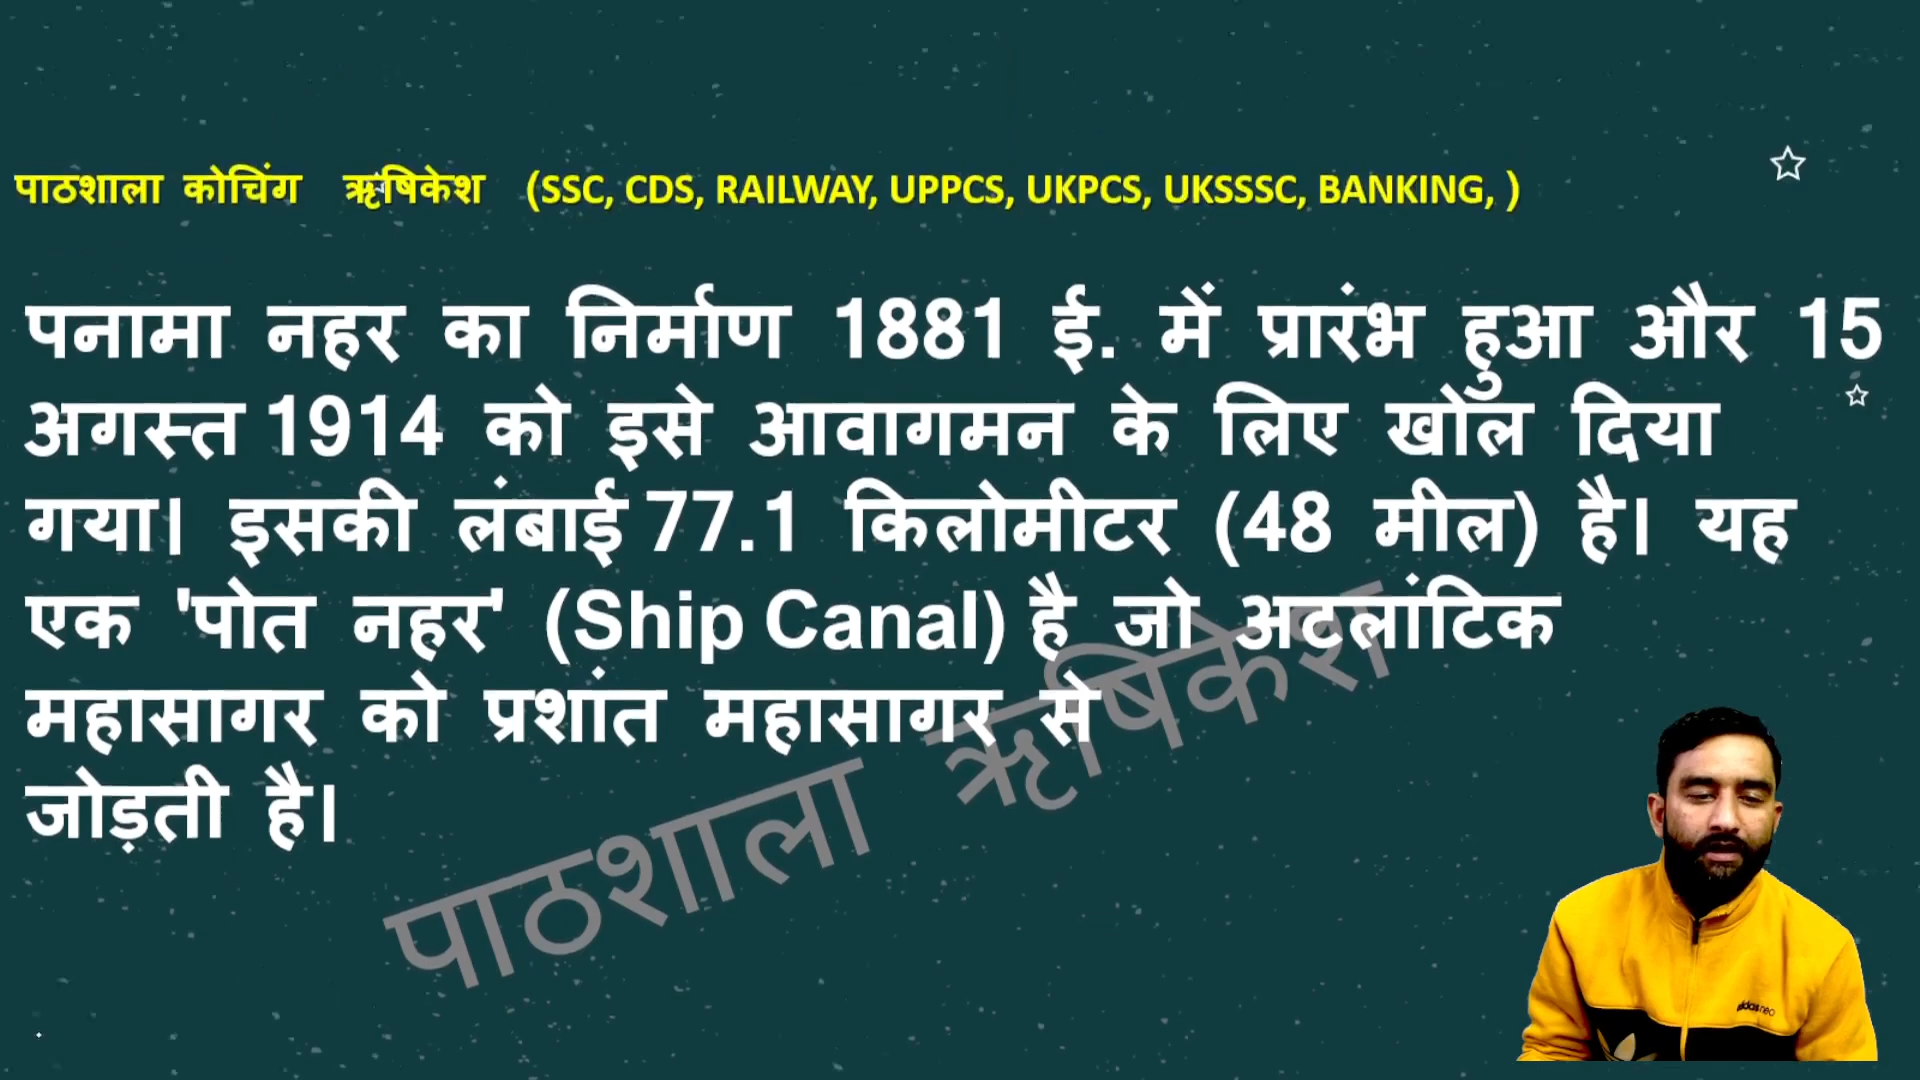 पाठशाला कोचिंग ऋषिकेश (SSC, CDS, RAILWAY, UPPCS, UKPCS, UKSSSC, BANKING, )
पनामा नहर का निर्माण 1881 ई. में प्रारंभ हुआ और 15
अगस्त 1914 को इसे आवागमन के लिए खोल दिया
गया। इसकी लंबाई 77.1 किलोमीटर (48 मील) है। यह
एक 'पोत नहर' (Ship Canal) है जो अटलांटिक
महासागर को प्रशांत महासागर से
जोड़ती है।
पाठशाला ऋषिकेश
adidas neo